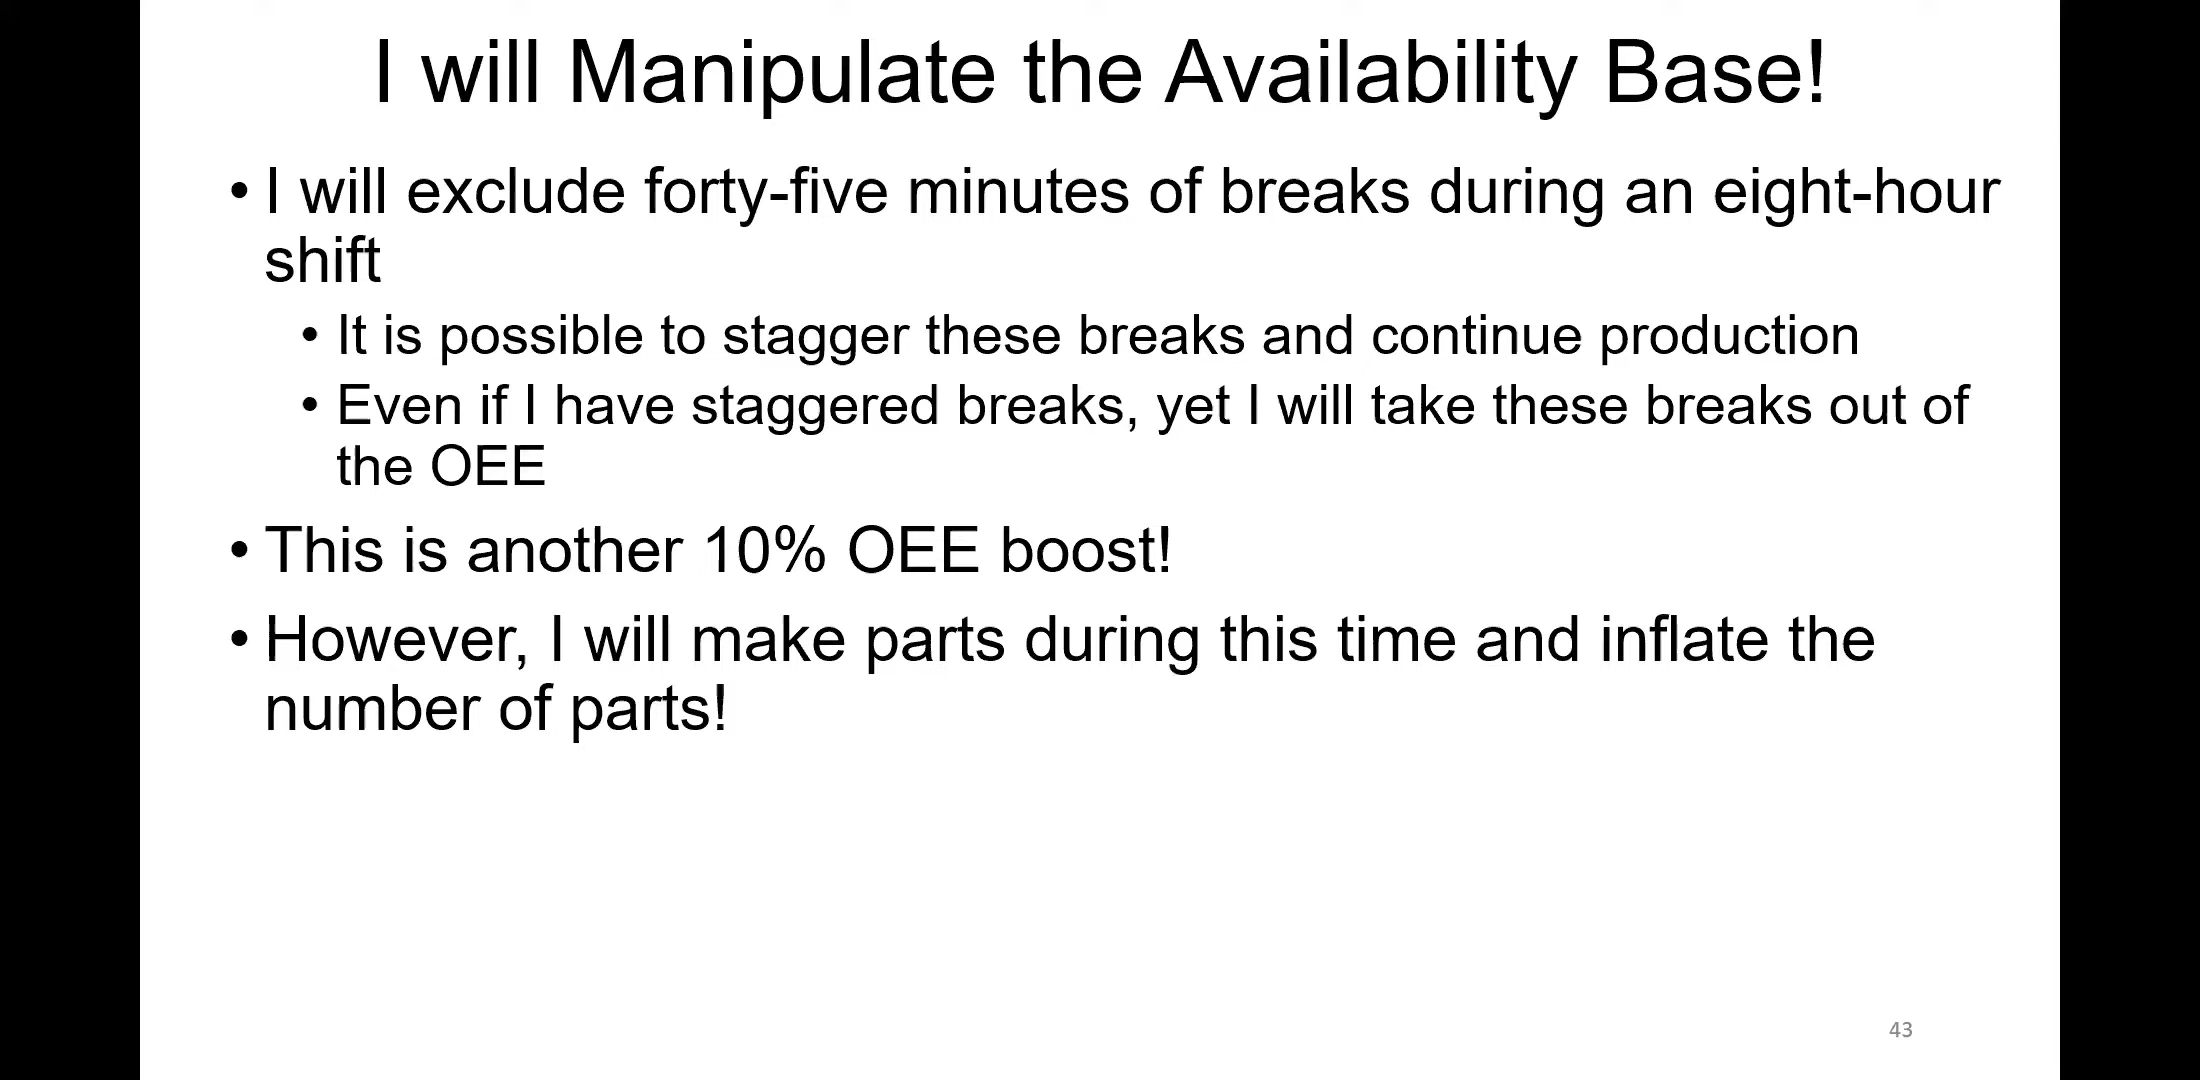 I will Manipulate the Availability Base!
• I will exclude forty-five minutes of breaks during an eight-hour
shift
• It is possible to stagger these breaks and continue production
• Even if I have staggered breaks, yet I will take these breaks out of
the OEE
• This is another 10% OEE boost!
• However, I will make parts during this time and inflate the
number of parts!
43